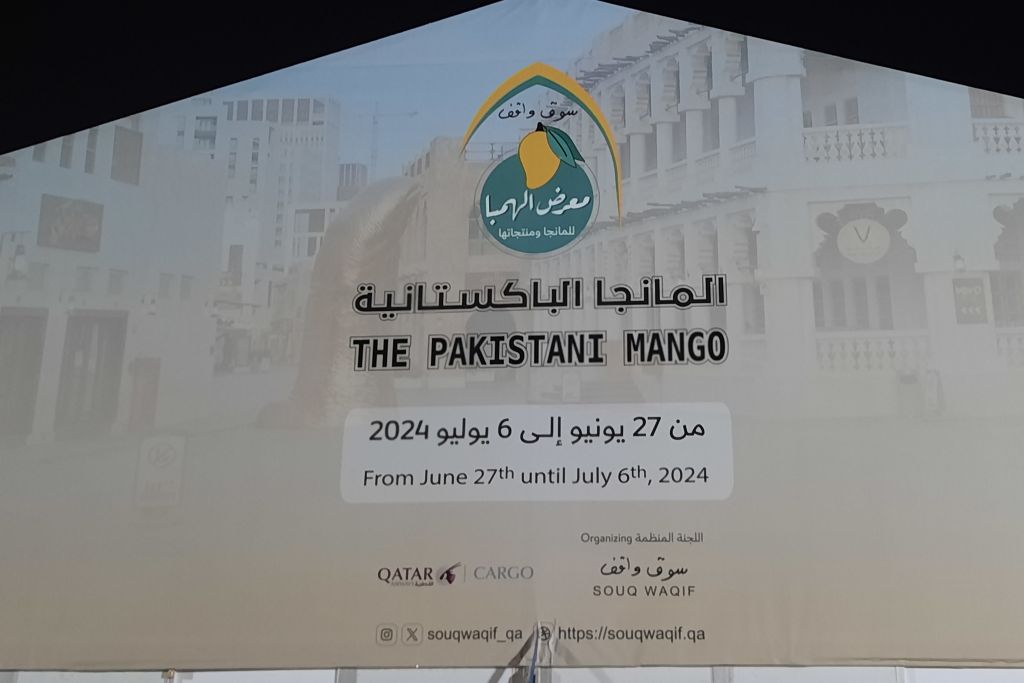 سوق واقف
معرض الهمبا
للمانجا ومنتجاتها
المانجا الباكستانية
THE PAKISTANI MANGO
من 27 يونيو إلى 6 يوليو 2024
From June 27th until July 6th, 2024
Organizing اللجنة المنظمة
سوق واقف
SOUQ WAQIF
QATAR CARGO
souqwaqif_qa https://souqwaqif.qa